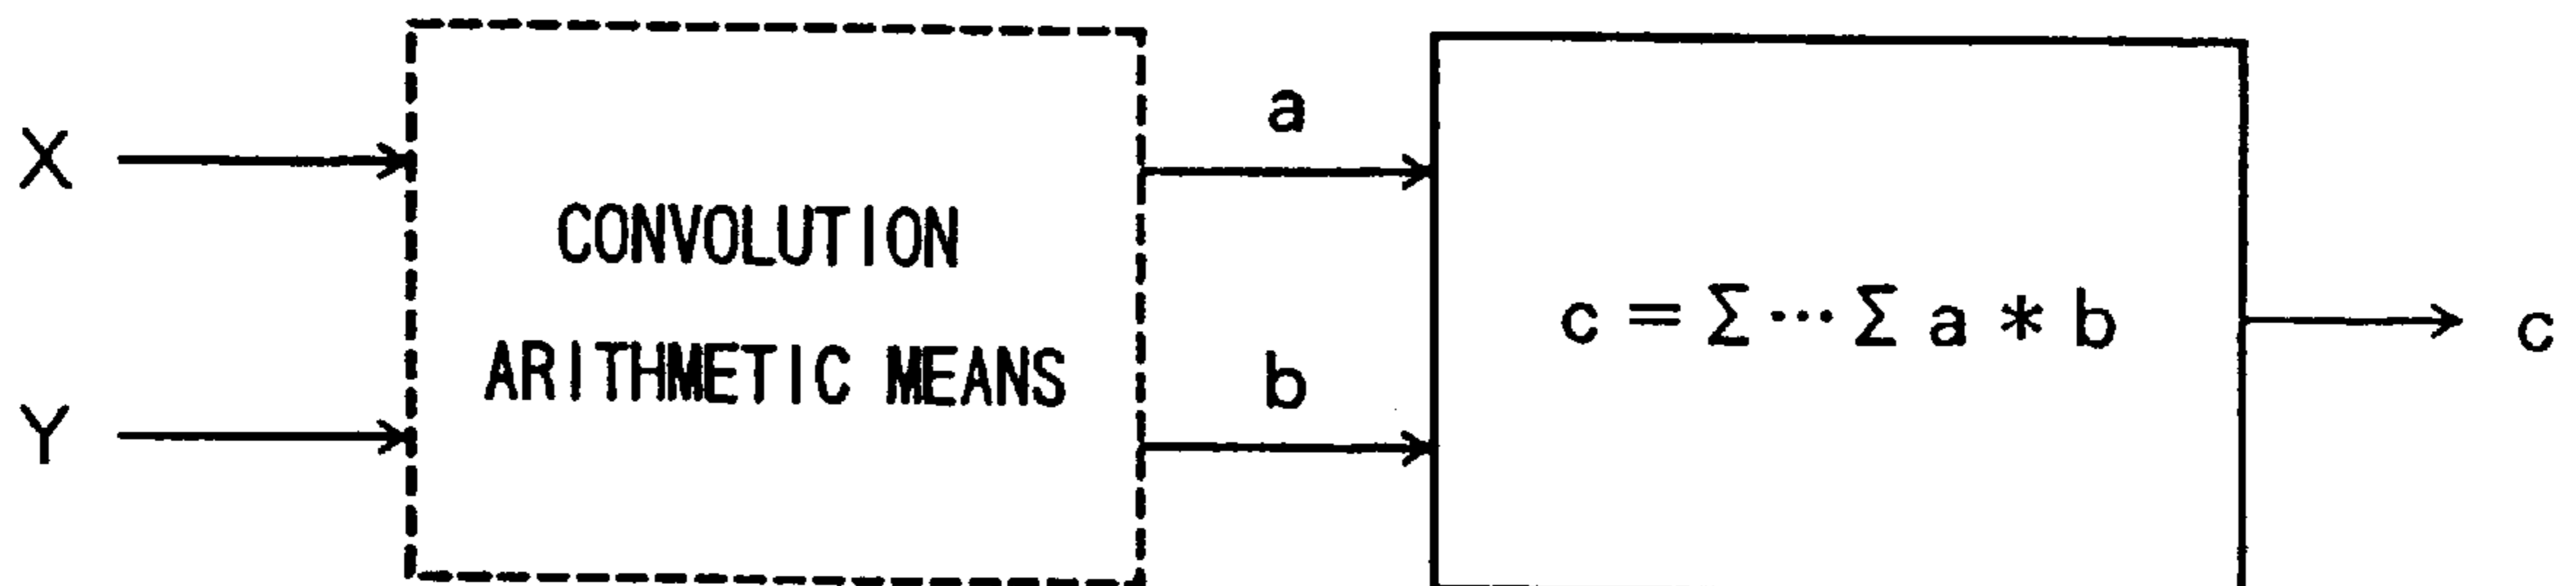 X
Y
CONVOLUTION
ARITHMETIC MEANS
a
b
c = Σ ⋯ Σ a * b
c